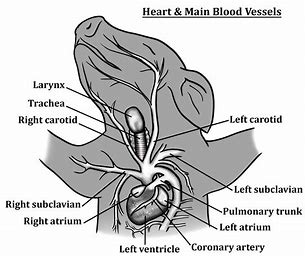 Heart & Main Blood Vessels
Larynx
Trachea
Right carotid
Left carotid
Left subclavian
Right subclavian
Pulmonary trunk
Right atrium
Left atrium
Left ventricle
Coronary artery